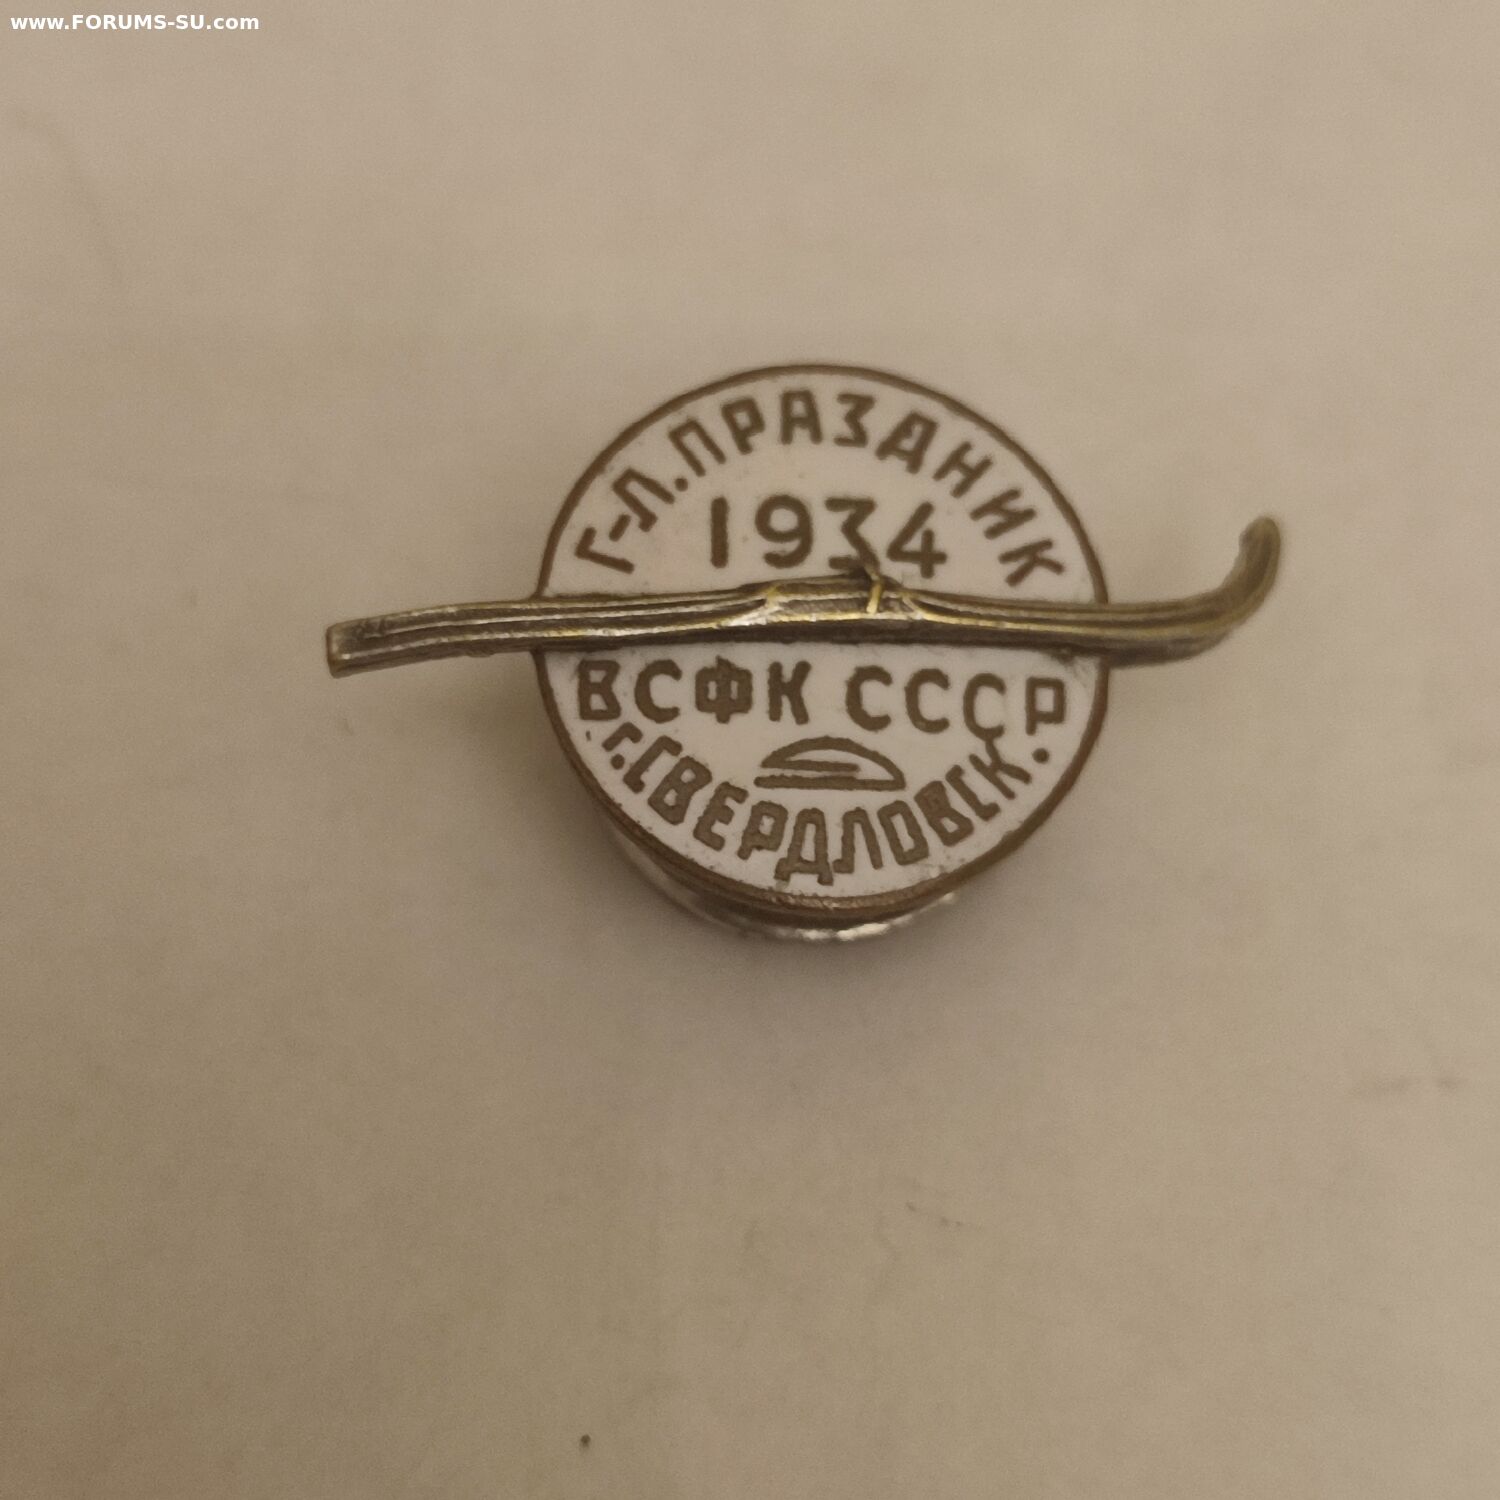 www.FORUMS-SU.com
Г-Л. ПРАЗДНИК
1934
ВСФК СССР
г. СВЕРДЛОВСК.